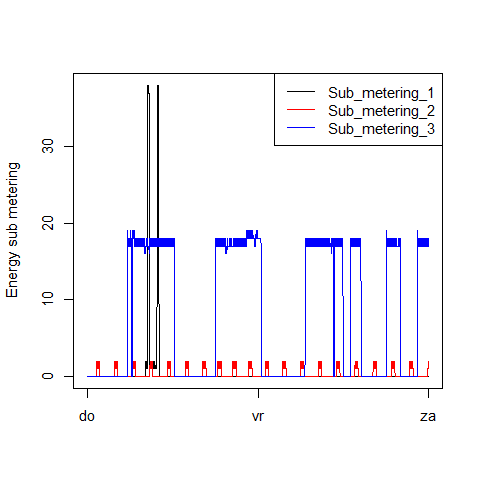 Sub_metering_1
Sub_metering_2
Sub_metering_3
Energy sub metering
30
20
10
0
do vr za